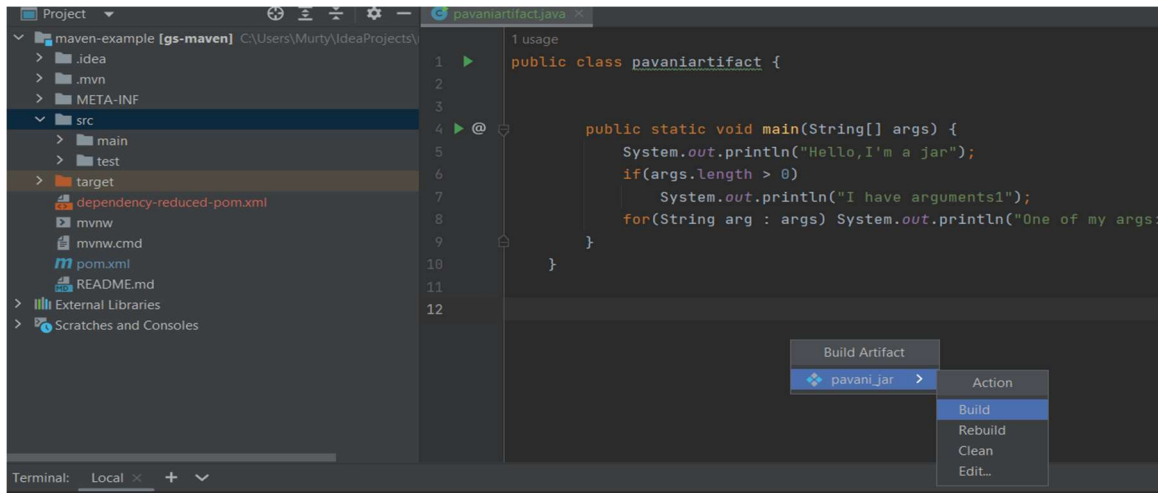 Project
maven-example [gs-maven] C:\Users\Murty\IdeaProjects\
.idea
.mvn
META-INF
src
main
test
target
dependency-reduced-pom.xml
mvnw
mvnw.cmd
pom.xml
README.md
External Libraries
Scratches and Consoles
pavaniartifact.java
1 usage
1 public class pavaniartifact {
2
3
4 @ public static void main(String[] args) {
5 System.out.println("Hello,I'm a jar");
6 if(args.length > 0)
7 System.out.println("I have arguments1");
8 for(String arg : args) System.out.println("One of my args:
9 }
10 }
11
12
Build Artifact
pavani_jar
Action
Build
Rebuild
Clean
Edit...
Terminal: Local